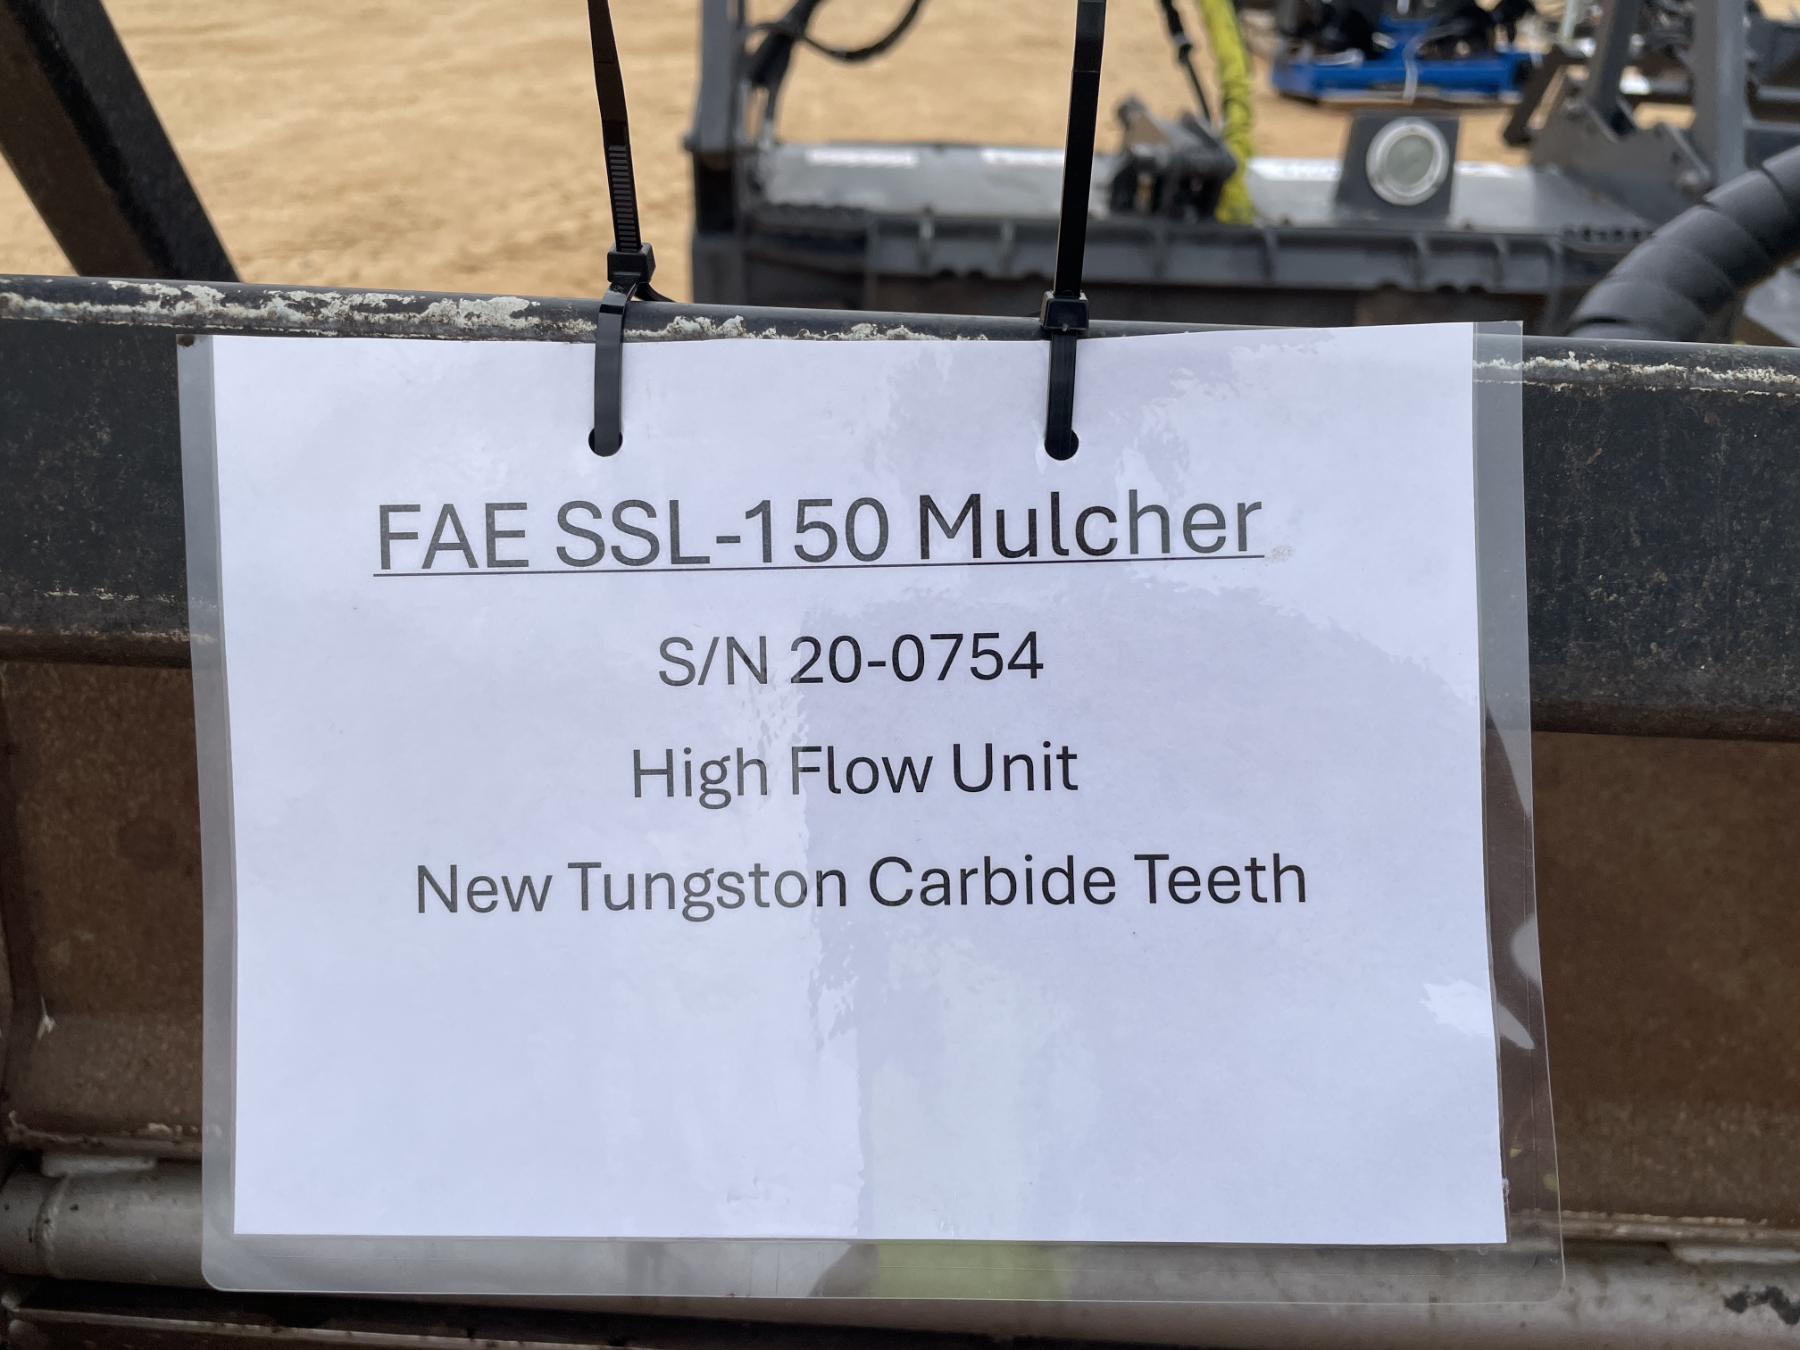 FAE SSL-150 Mulcher
S/N 20-0754
High Flow Unit
New Tungston Carbide Teeth